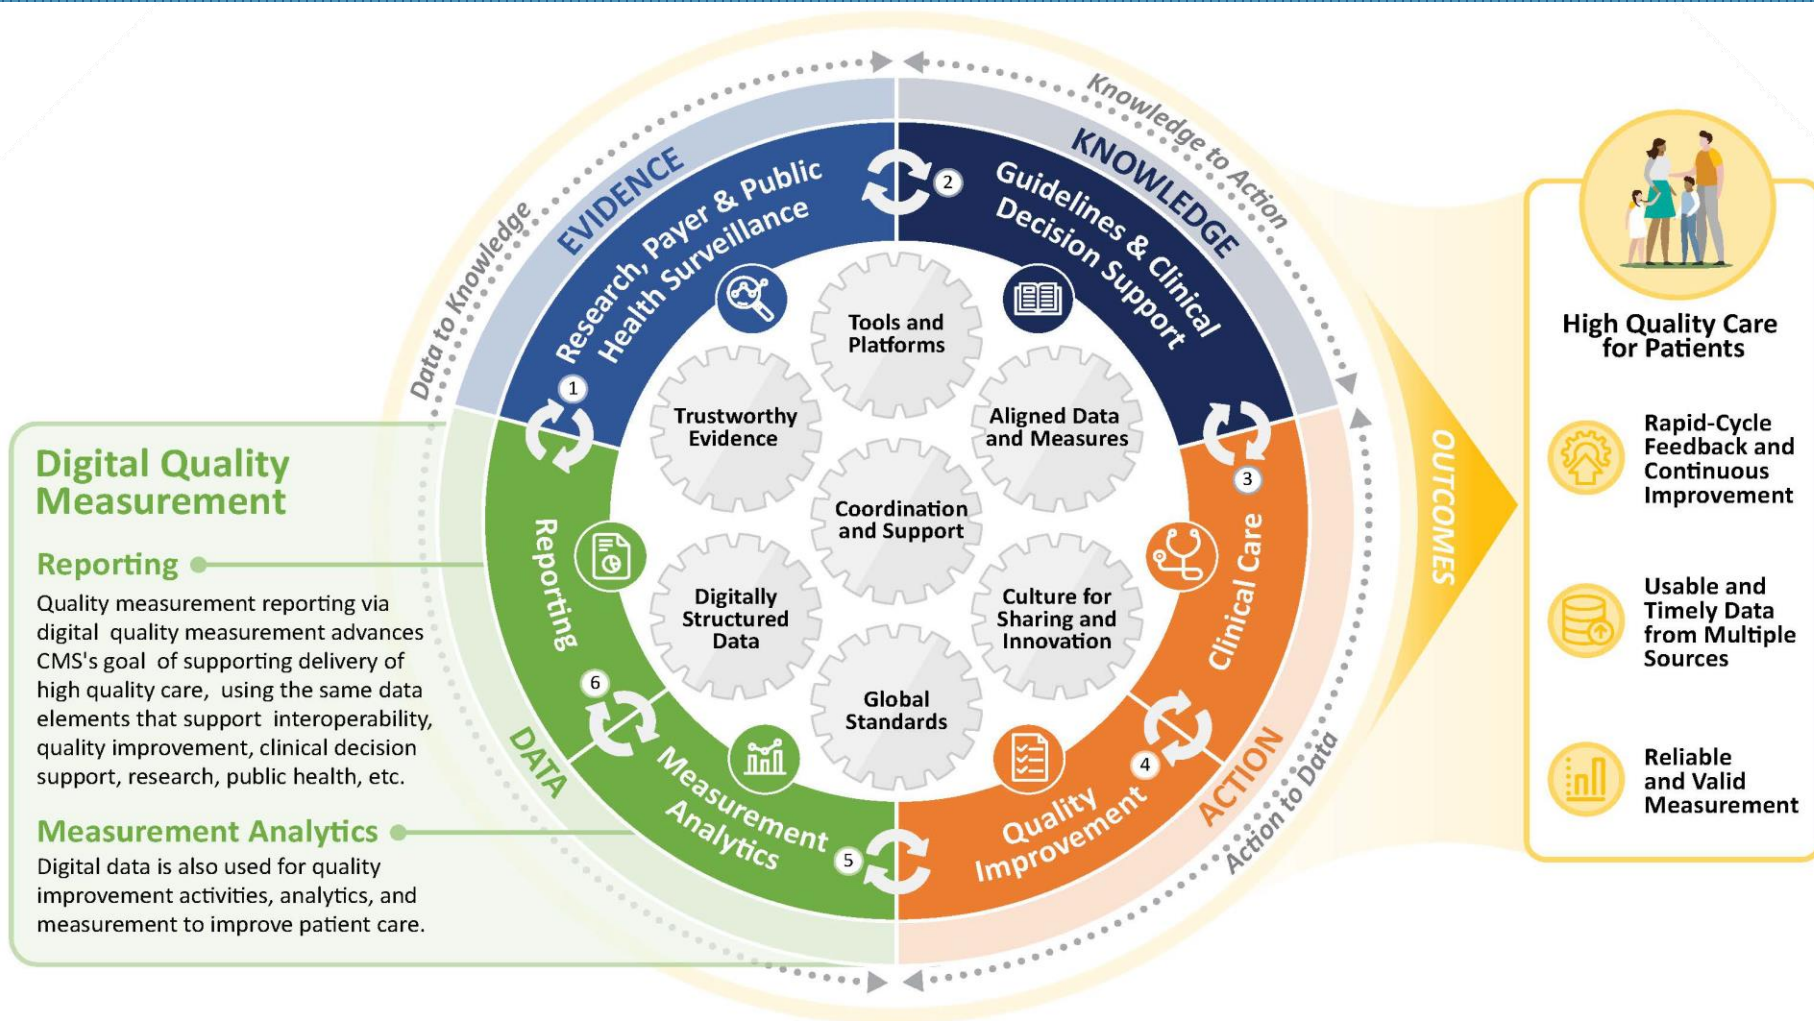 Digital Quality
Measurement
Reporting
Quality measurement reporting via
digital quality measurement advances
CMS's goal of supporting delivery of
high quality care, using the same data
elements that support interoperability,
quality improvement, clinical decision
support, research, public health, etc.
Measurement Analytics
Digital data is also used for quality
improvement activities, analytics, and
measurement to improve patient care.
Data to Knowledge
Knowledge to Action
Action to Data
EVIDENCE
Research, Payer & Public
Health Surveillance
KNOWLEDGE
Guidelines & Clinical
Decision Support
ACTION
Clinical Care
Quality
Improvement
DATA
Measurement
Analytics
Reporting
1
2
3
4
5
6
Tools and
Platforms
Trustworthy
Evidence
Aligned Data
and Measures
Coordination
and Support
Digitally
Structured
Data
Culture for
Sharing and
Innovation
Global
Standards
OUTCOMES
High Quality Care
for Patients
Rapid-Cycle
Feedback and
Continuous
Improvement
Usable and
Timely Data
from Multiple
Sources
Reliable
and Valid
Measurement